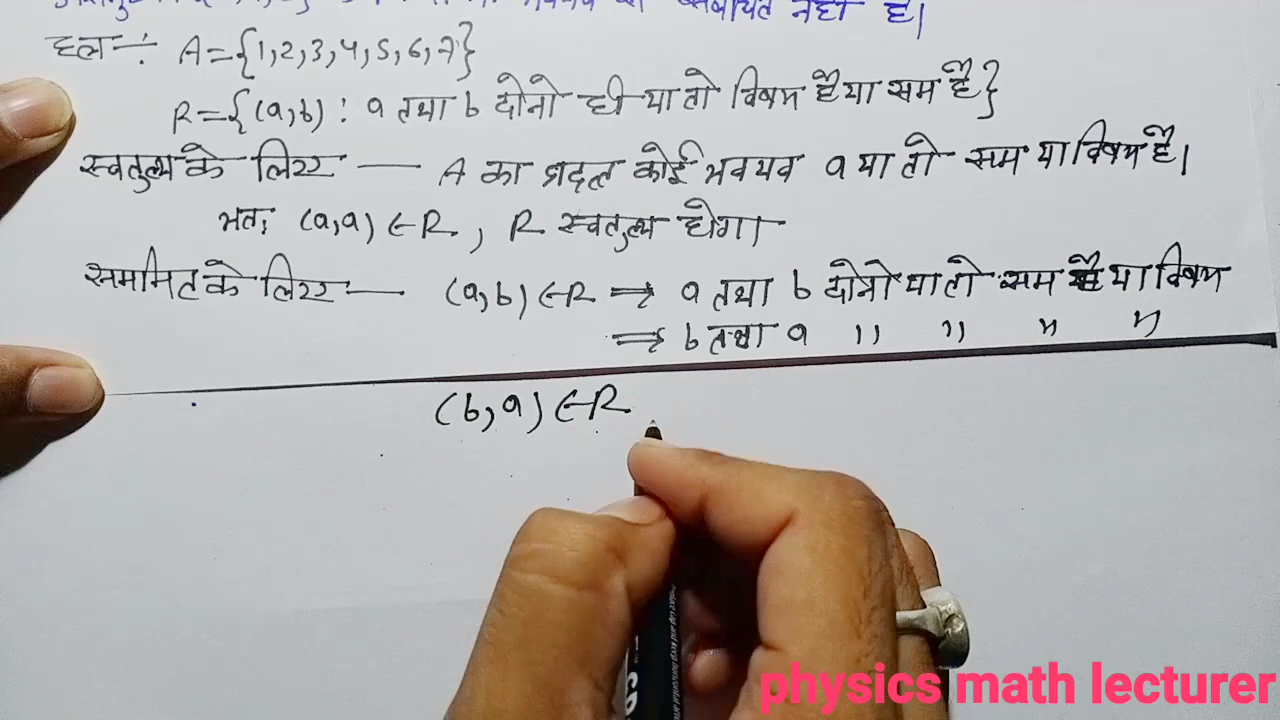 नहीं है।
हल÷ A={1,2,3,4,5,6,7}
R={(a,b) : a तथा b दोनो ही या तो विषम है या सम है}
स्वतुल्य के लिए — A का प्रदत्त कोई अवयव a या तो सम या विषम है।
अतः (a,a) ∈ R, R स्वतुल्य होगा
सममित के लिए — (a,b) ∈ R ⇒ a तथा b दोनो या तो सम है या विषम
⇒ b तथा a " " " "
(b,a) ∈ R
physics math lecturer